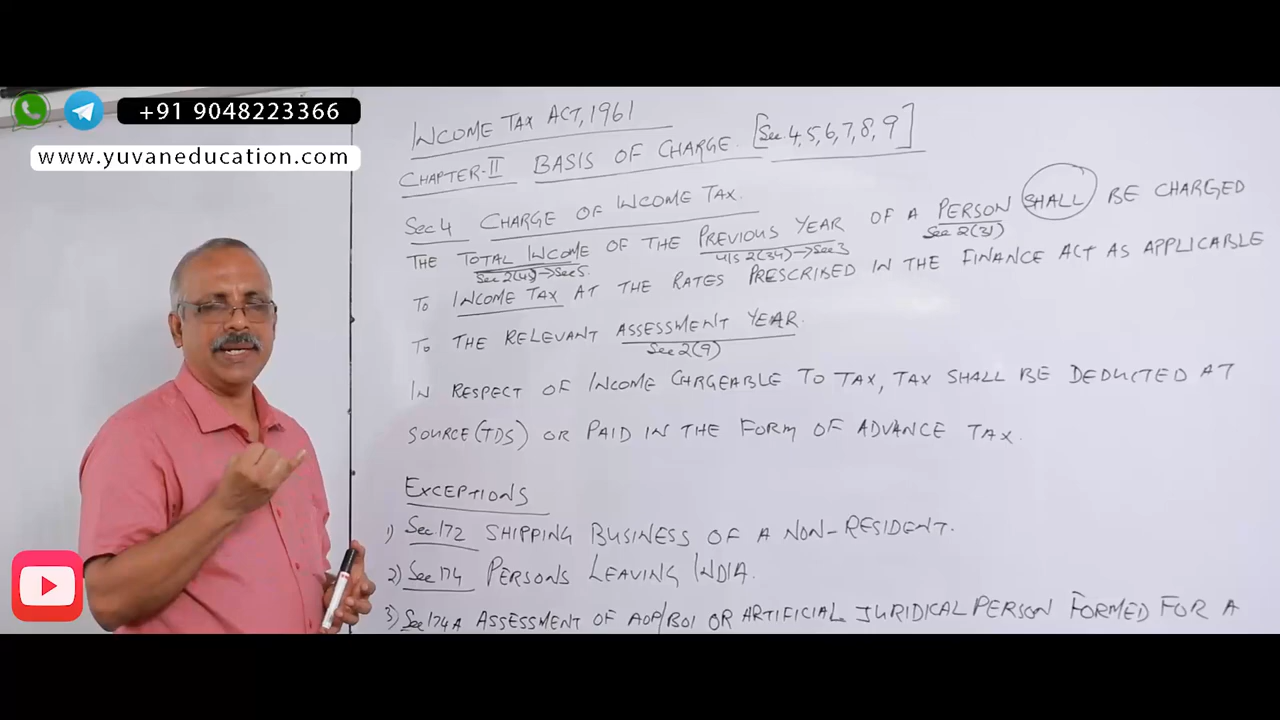 +91 9048223366
www.yuvaneducation.com
INCOME TAX ACT, 1961
CHAPTER-II BASIS OF CHARGE. [Sec 4, 5, 6, 7, 8, 9]
Sec 4 CHARGE OF INCOME TAX.
THE TOTAL INCOME OF THE PREVIOUS YEAR OF A PERSON SHALL BE CHARGED
Sec 2(45)→Sec 5. U/S 2(34)→Sec 3 Sec 2(31)
TO INCOME TAX AT THE RATES PRESCRIBED IN THE FINANCE ACT AS APPLICABLE
TO THE RELEVANT ASSESSMENT YEAR.
Sec 2(9)
IN RESPECT OF INCOME CHRGEABLE TO TAX, TAX SHALL BE DEDUCTED AT
SOURCE (TDS) OR PAID IN THE FORM OF ADVANCE TAX.
EXCEPTIONS
1) Sec. 172 SHIPPING BUSINESS OF A NON-RESIDENT.
2) Sec 174 PERSONS LEAVING INDIA.
3) Sec 174A ASSESSMENT OF AOP/BOI OR ARTIFICIAL JURIDICAL PERSON FORMED FOR A